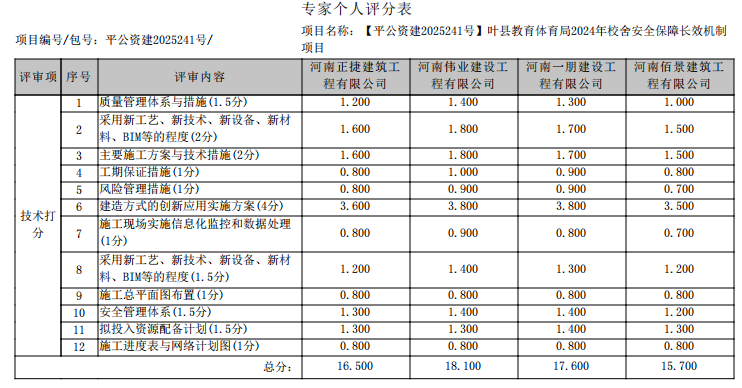 专家个人评分表
项目编号/包号：平公资建2025241号/
项目名称：【平公资建2025241号】叶县教育体育局2024年校舍安全保障长效机制
项目
评审项 序号 评审内容 河南正捷建筑工程有限公司 河南伟业建设工程有限公司 河南一朋建设工程有限公司 河南佰景建筑工程有限公司
技术打分
1 质量管理体系与措施(1.5分) 1.200 1.400 1.300 1.000
2 采用新工艺、新技术、新设备、新材料、BIM等的程度(2分) 1.600 1.800 1.700 1.500
3 主要施工方案与技术措施(2分) 1.600 1.800 1.700 1.500
4 工期保证措施(1分) 0.800 1.000 0.900 0.800
5 风险管理措施(1分) 0.800 0.900 0.900 0.700
6 建造方式的创新应用实施方案(4分) 3.600 3.800 3.800 3.500
7 施工现场实施信息化监控和数据处理(1分) 0.800 0.900 0.800 0.700
8 采用新工艺、新技术、新设备、新材料、BIM等的程度(1.5分) 1.200 1.400 1.300 1.200
9 施工总平面图布置(1分) 0.800 0.800 0.800 0.800
10 安全管理体系(1.5分) 1.300 1.400 1.400 1.200
11 拟投入资源配备计划(1.5分) 1.300 1.300 1.400 1.300
12 施工进度表与网络计划图(1分) 0.800 0.800 0.800 0.800
总分： 16.500 18.100 17.600 15.700